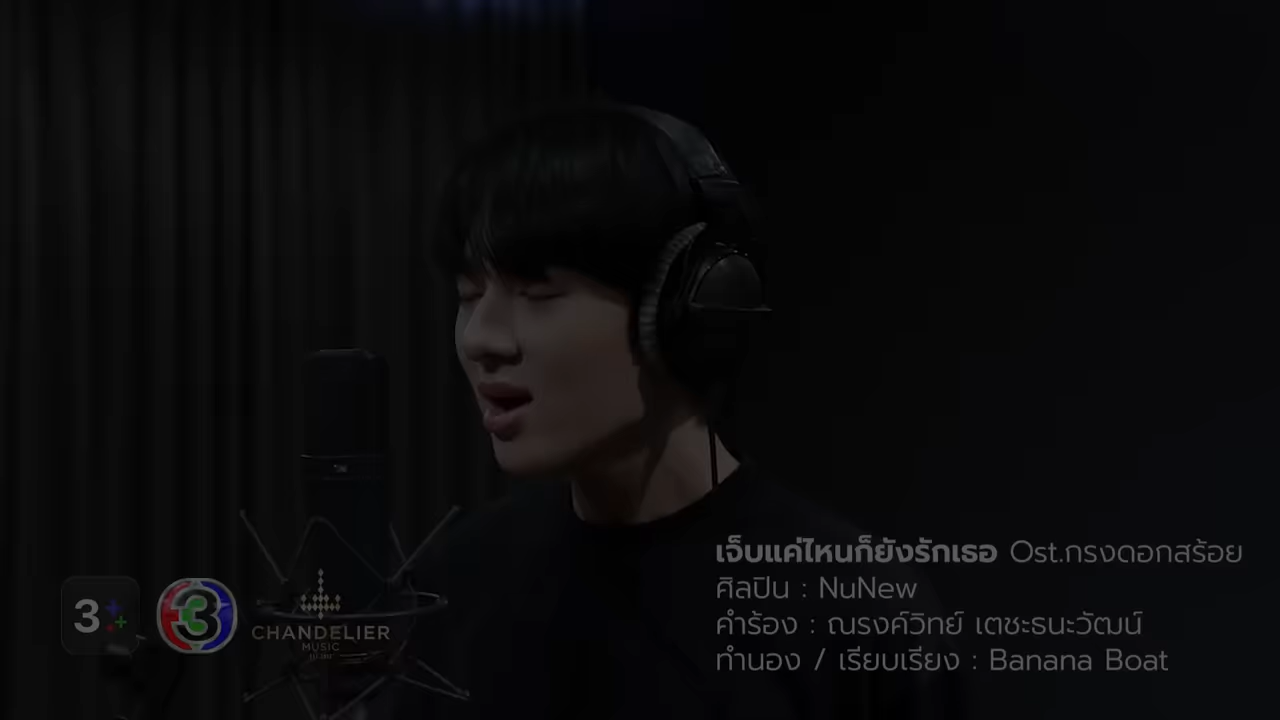 เจ็บแค่ไหนก็ยังรักเธอ Ost.กรงดอกสร้อย
ศิลปิน : NuNew
คำร้อง : ณรงค์วิทย์ เตชะธนะวัฒน์
ทำนอง / เรียบเรียง : Banana Boat
3
3
CHANDELIER
MUSIC